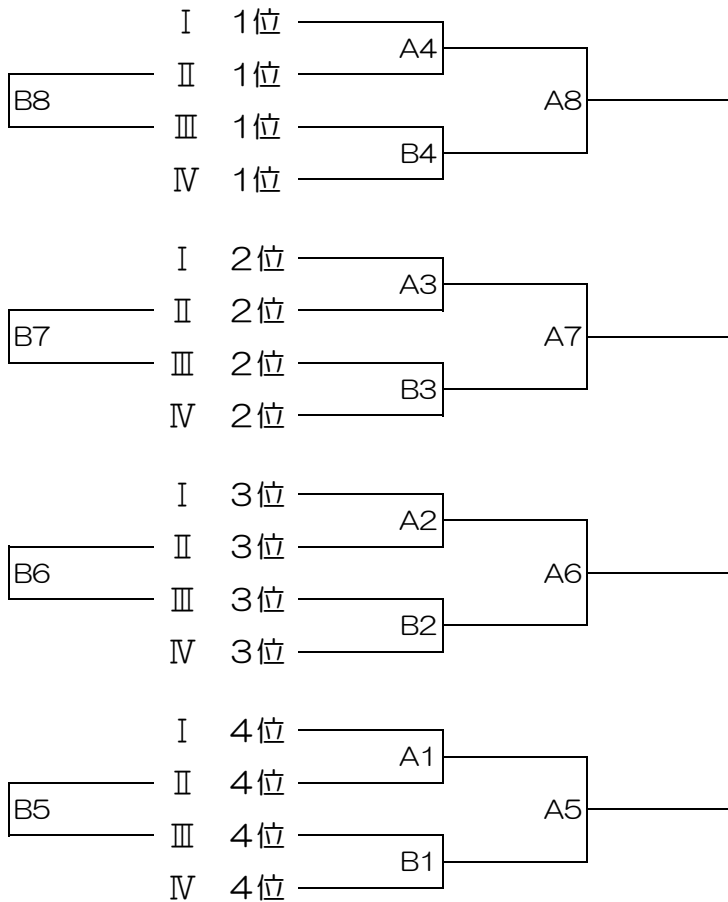 Ⅰ 1位
A4
Ⅱ 1位
B8
A8
Ⅲ 1位
B4
Ⅳ 1位
Ⅰ 2位
A3
Ⅱ 2位
B7
A7
Ⅲ 2位
B3
Ⅳ 2位
Ⅰ 3位
A2
Ⅱ 3位
B6
A6
Ⅲ 3位
B2
Ⅳ 3位
Ⅰ 4位
A1
Ⅱ 4位
B5
A5
Ⅲ 4位
B1
Ⅳ 4位